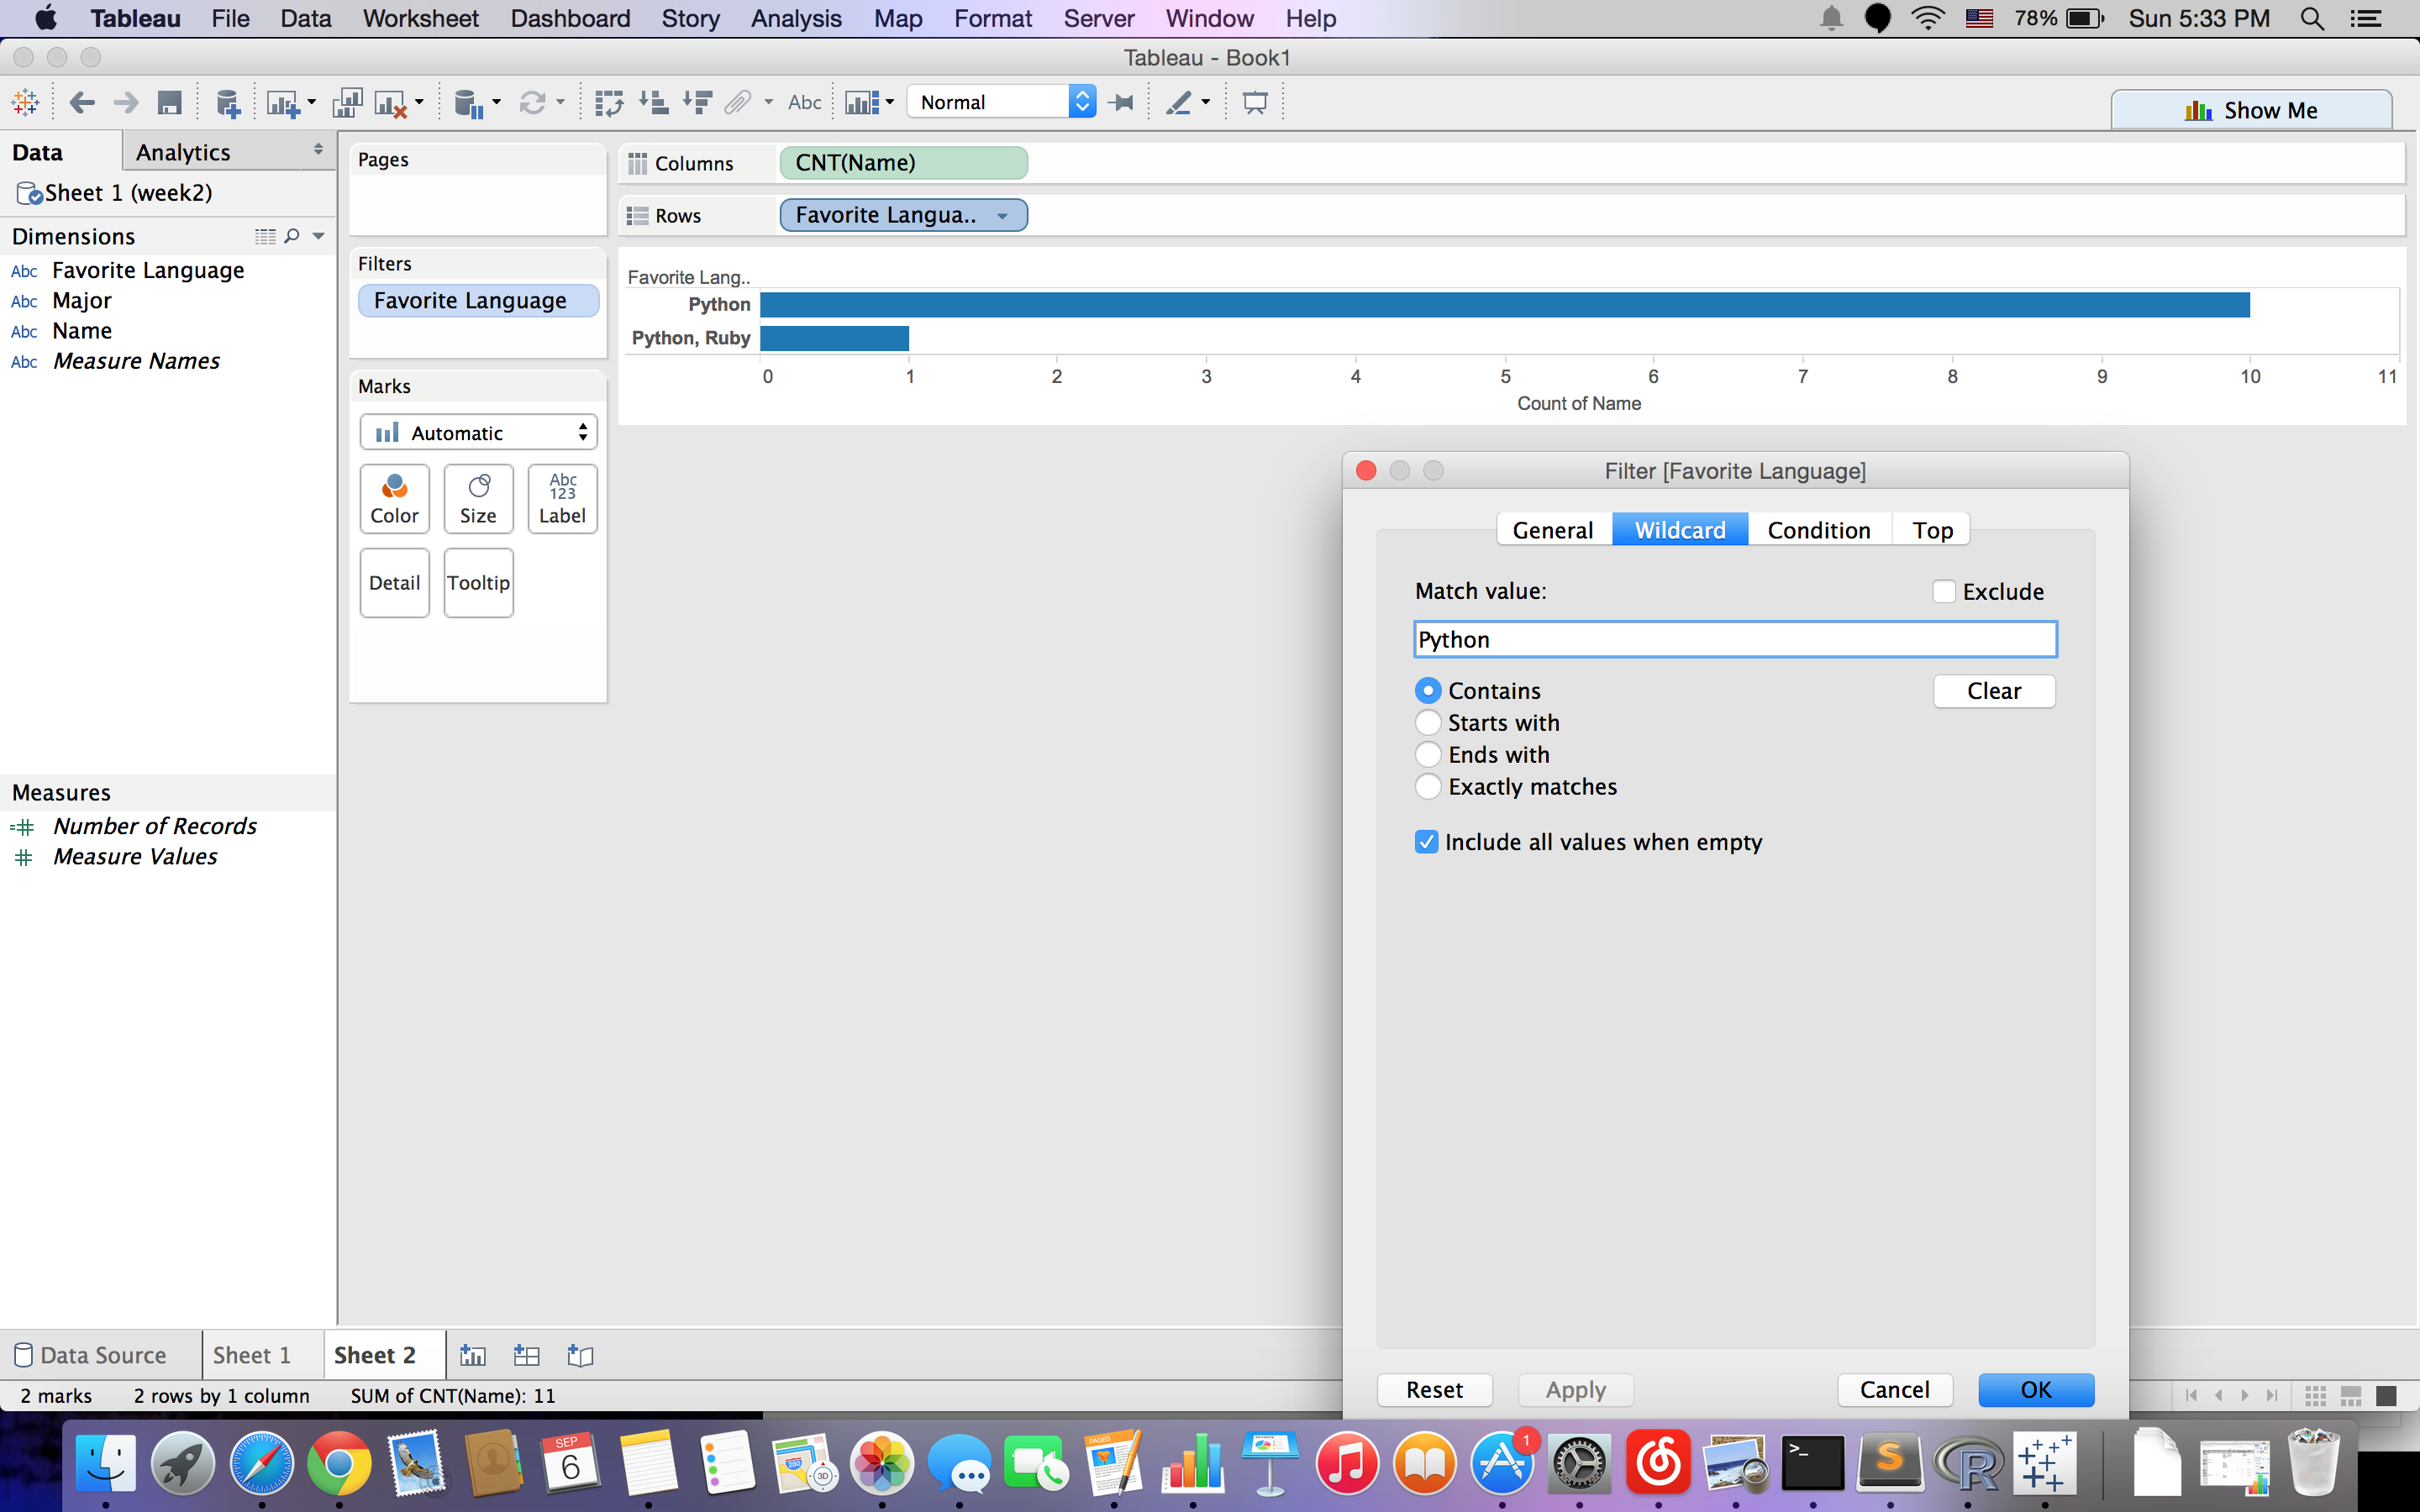 Tableau File Data Worksheet Dashboard Story Analysis Map Format Server Window Help 78% Sun 5:33 PM
Tableau - Book1
Abc Normal Show Me
Data Analytics
Sheet 1 (week2)
Dimensions
Abc Favorite Language
Abc Major
Abc Name
Abc Measure Names
Measures
Number of Records
Measure Values
Pages
Filters
Favorite Language
Marks
Automatic
Color Size Abc 123 Label
Detail Tooltip
Columns CNT(Name)
Rows Favorite Langua..
Favorite Lang..
Python
Python, Ruby
0 1 2 3 4 5 6 7 8 9 10 11
Count of Name
Filter [Favorite Language]
General Wildcard Condition Top
Match value: Exclude
Python
Contains Clear
Starts with
Ends with
Exactly matches
Include all values when empty
Reset Apply Cancel OK
Data Source Sheet 1 Sheet 2
2 marks 2 rows by 1 column SUM of CNT(Name): 11
SEP
6
280
3D
PAGES
1
>_
S
R